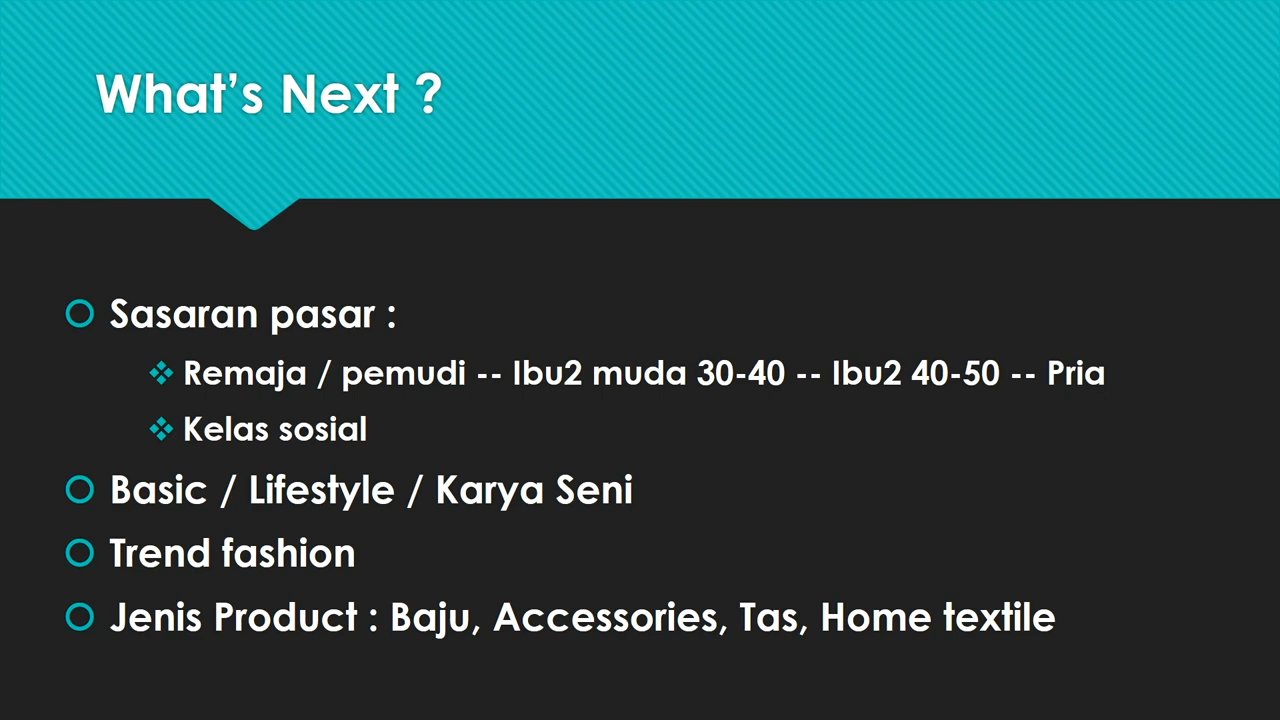 What’s Next ?
Sasaran pasar :
Remaja / pemudi -- Ibu2 muda 30-40 -- Ibu2 40-50 -- Pria
Kelas sosial
Basic / Lifestyle / Karya Seni
Trend fashion
Jenis Product : Baju, Accessories, Tas, Home textile